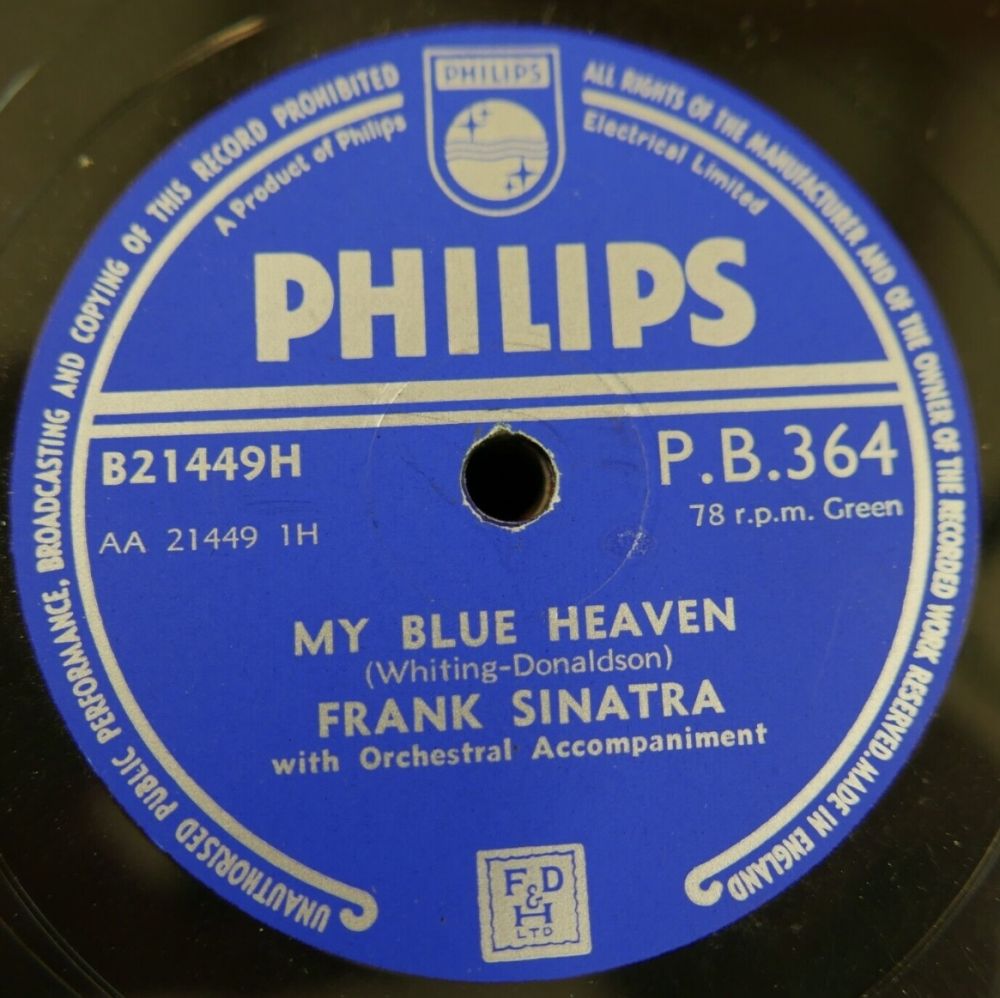 PHILIPS
UNAUTHORISED PUBLIC PERFORMANCE, BROADCASTING AND COPYING OF THIS RECORD PROHIBITED
ALL RIGHTS OF THE MANUFACTURER AND OF THE OWNER OF THE RECORDED WORK RESERVED. MADE IN ENGLAND
A Product of Philips
Electrical Limited
PHILIPS
B21449H
P.B.364
AA 21449 1H
78 r.p.m. Green
MY BLUE HEAVEN
(Whiting-Donaldson)
FRANK SINATRA
with Orchestral Accompaniment
F&D
H
LTD